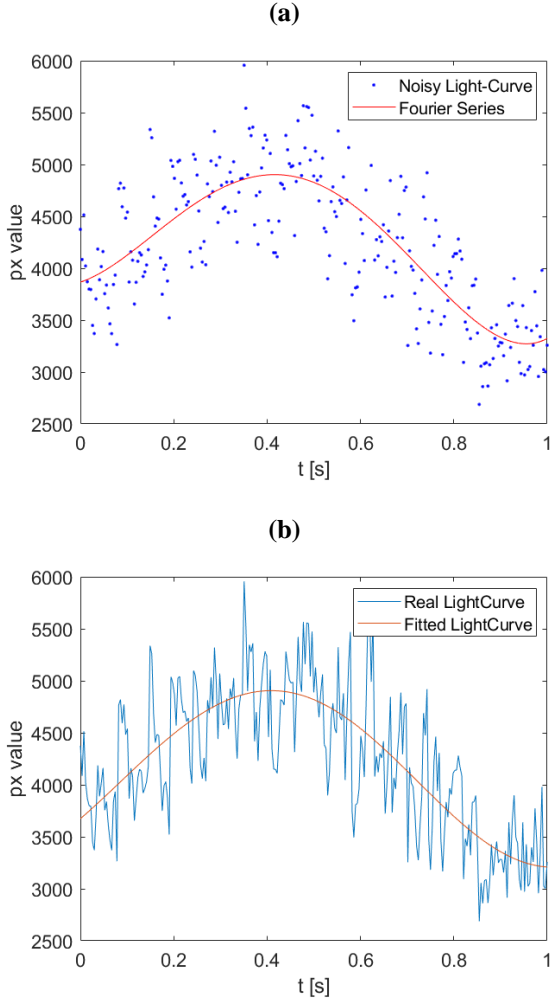 (a)
6000
5500
5000
4500
4000
3500
3000
2500
px value
0
0.2
0.4
0.6
0.8
1
t [s]
Noisy Light-Curve
Fourier Series
(b)
6000
5500
5000
4500
4000
3500
3000
2500
px value
0
0.2
0.4
0.6
0.8
1
t [s]
Real LightCurve
Fitted LightCurve